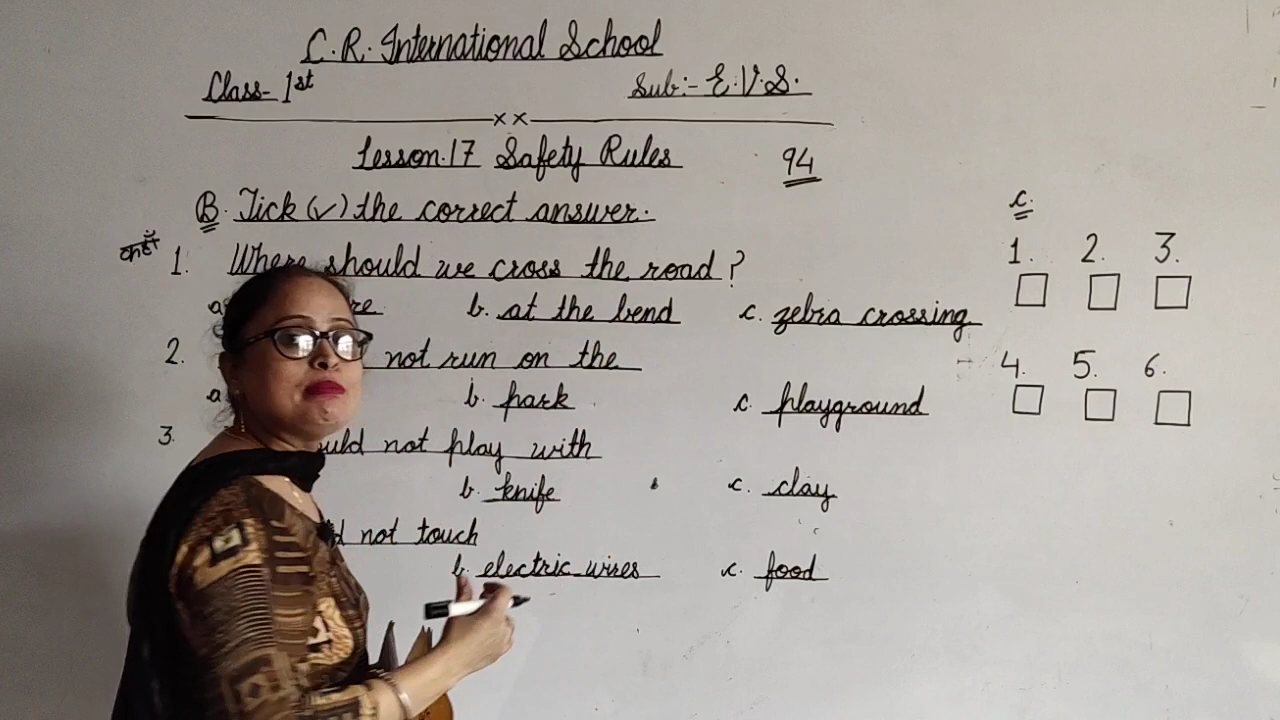 C.R. International School
Class- 1st Sub:- E.V.S.
xx
Lesson.17 Safety Rules 94
B. Tick (✓) the correct answer.
कहाँ
1. Where should we cross the road?
a. b. at the bend c. zebra crossing
2. not run on the
a. b. park c. playground
3. not play with
b. knife c. clay
not touch
b. electric wires c. food
C.
1. 2. 3.
4. 5. 6.